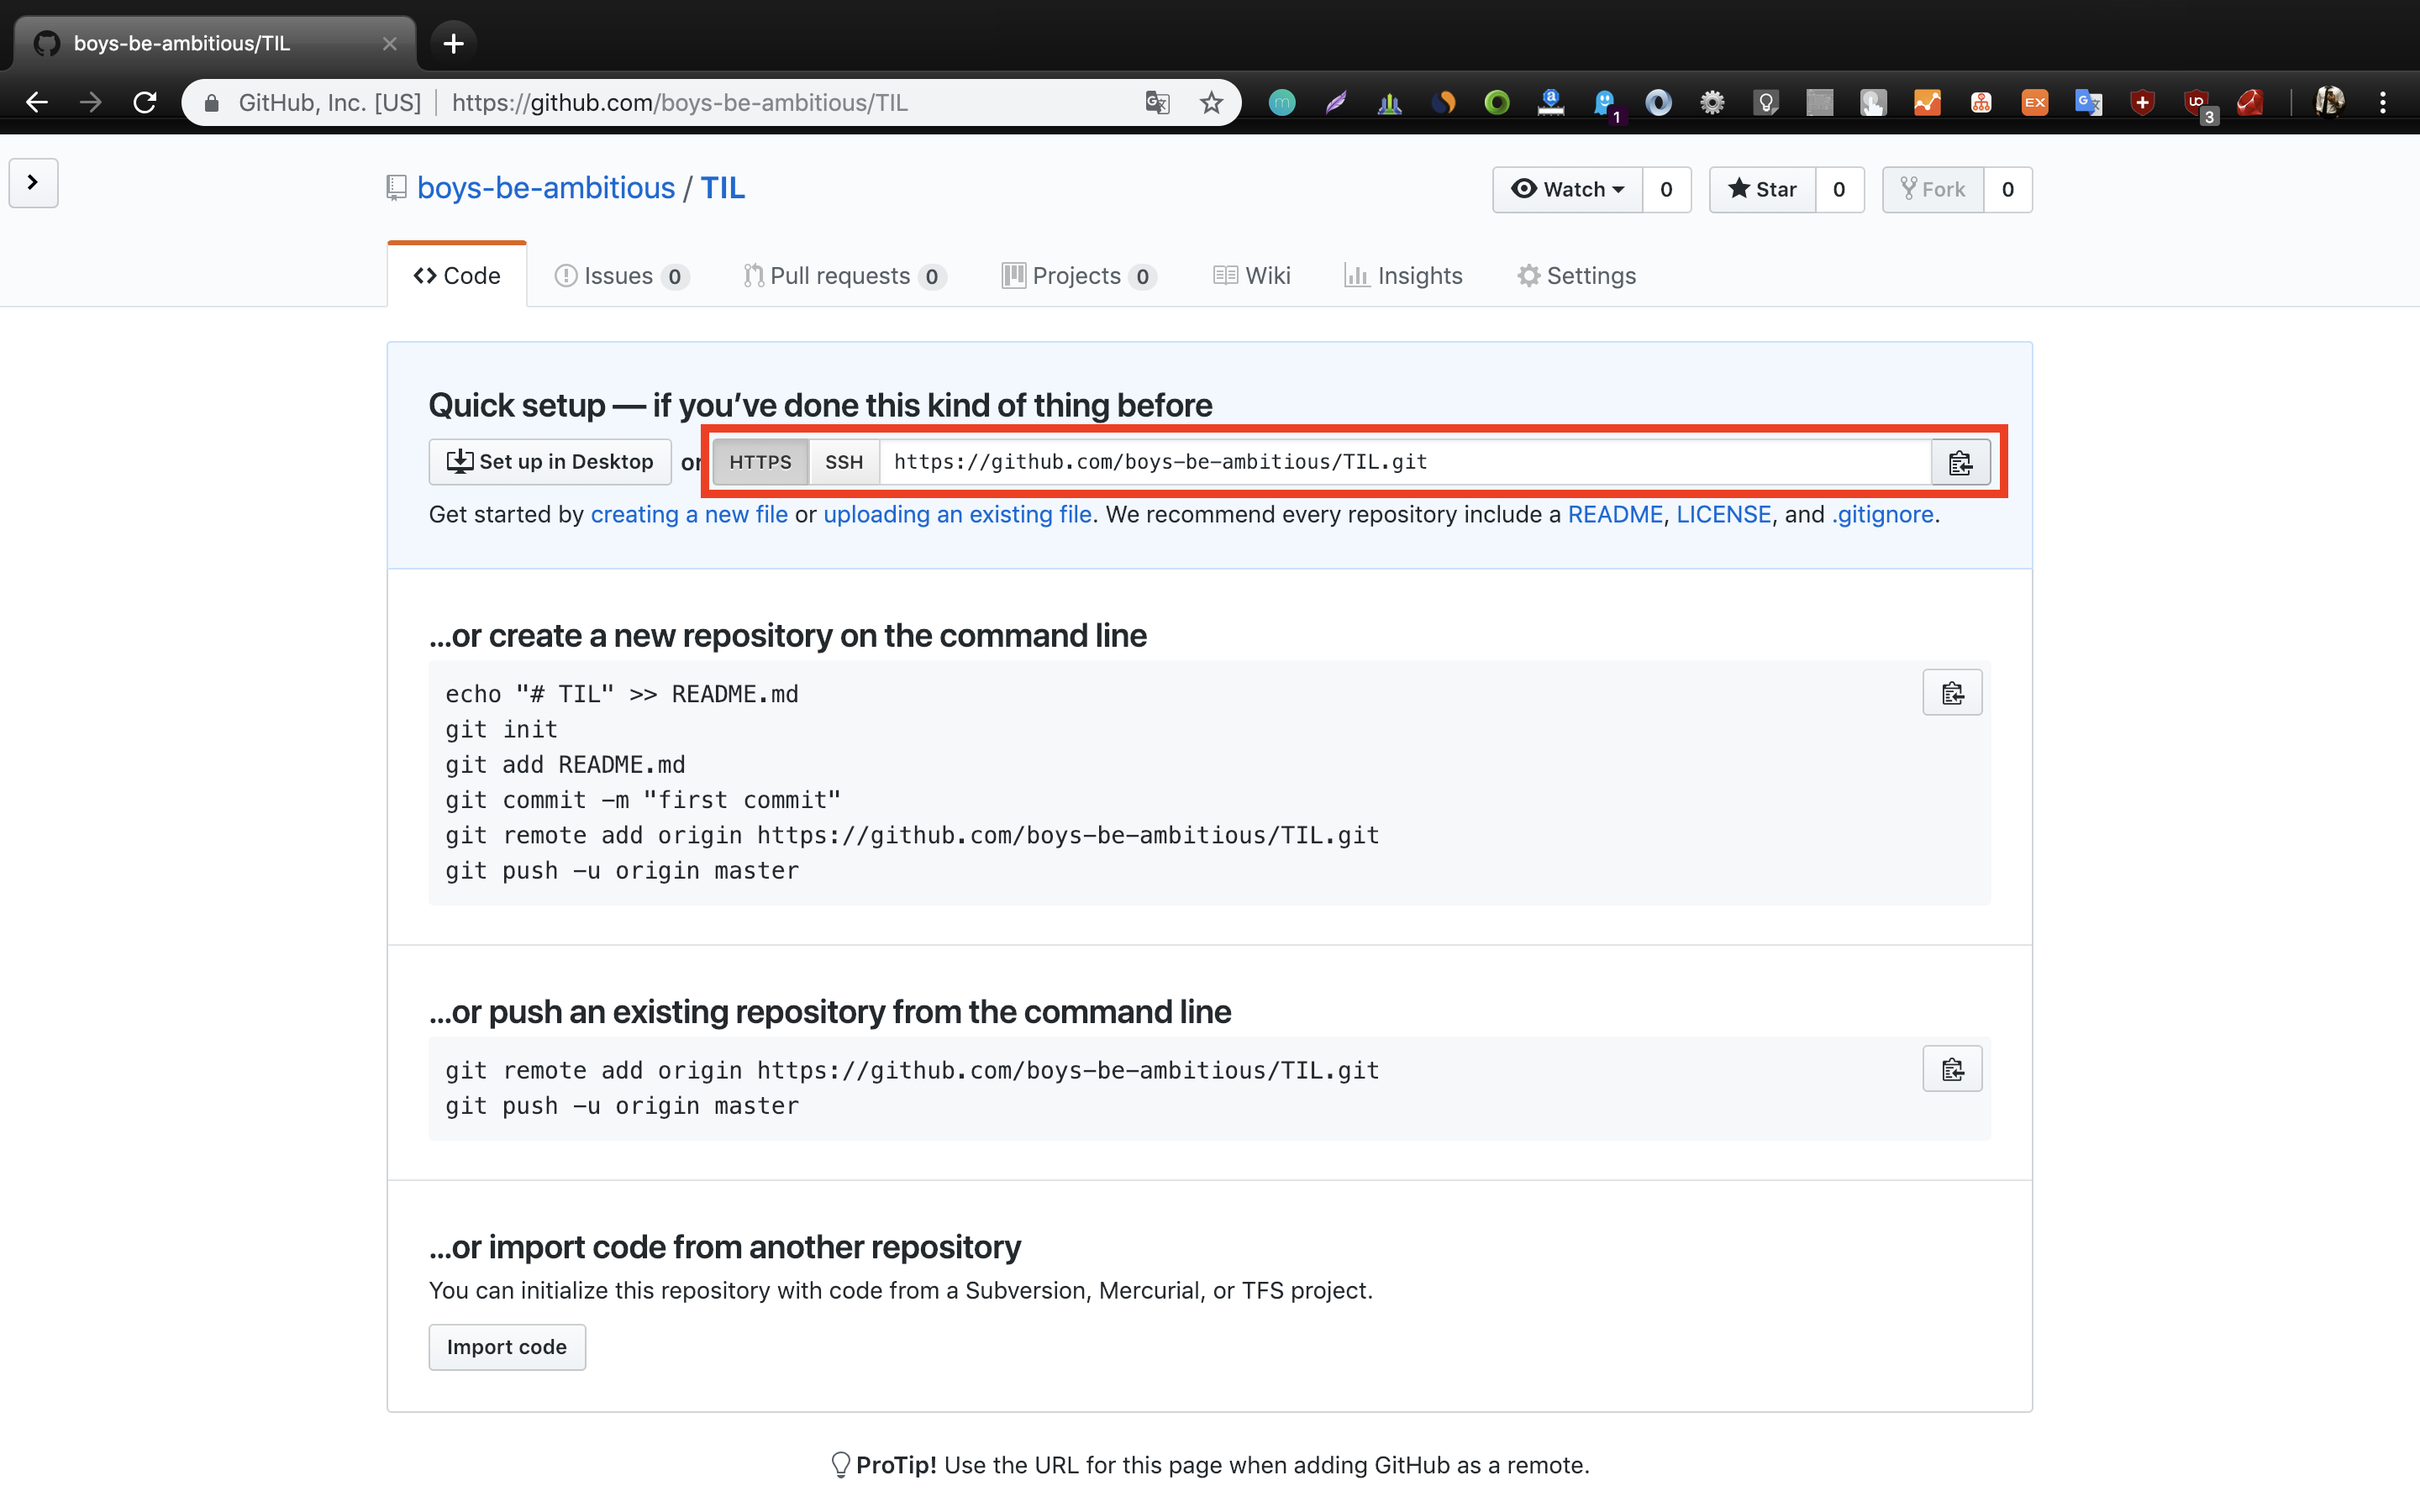 boys-be-ambitious/TIL
GitHub, Inc. [US] https://github.com/boys-be-ambitious/TIL
1
EX
3
boys-be-ambitious / TIL
Watch 0 Star 0 Fork 0
Code Issues 0 Pull requests 0 Projects 0 Wiki Insights Settings
Quick setup — if you’ve done this kind of thing before
Set up in Desktop or HTTPS SSH https://github.com/boys-be-ambitious/TIL.git
Get started by creating a new file or uploading an existing file. We recommend every repository include a README, LICENSE, and .gitignore.
…or create a new repository on the command line
echo "# TIL" >> README.md
git init
git add README.md
git commit -m "first commit"
git remote add origin https://github.com/boys-be-ambitious/TIL.git
git push -u origin master
…or push an existing repository from the command line
git remote add origin https://github.com/boys-be-ambitious/TIL.git
git push -u origin master
…or import code from another repository
You can initialize this repository with code from a Subversion, Mercurial, or TFS project.
Import code
ProTip! Use the URL for this page when adding GitHub as a remote.